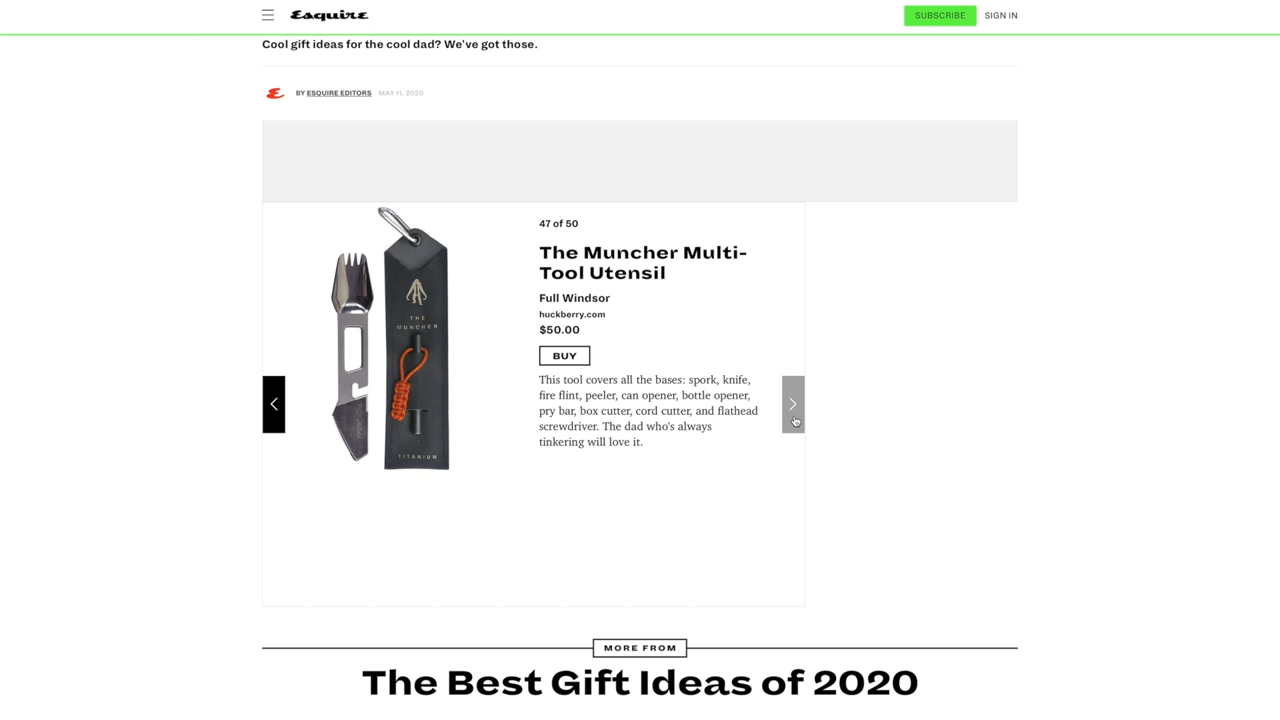 Esquire
SUBSCRIBE
SIGN IN
Cool gift ideas for the cool dad? We've got those.
BY ESQUIRE EDITORS MAY 11, 2020
THE
MUNCHER
TITANIUM
47 of 50
The Muncher Multi-
Tool Utensil
Full Windsor
huckberry.com
$50.00
BUY
This tool covers all the bases: spork, knife,
fire flint, peeler, can opener, bottle opener,
pry bar, box cutter, cord cutter, and flathead
screwdriver. The dad who's always
tinkering will love it.
MORE FROM
The Best Gift Ideas of 2020